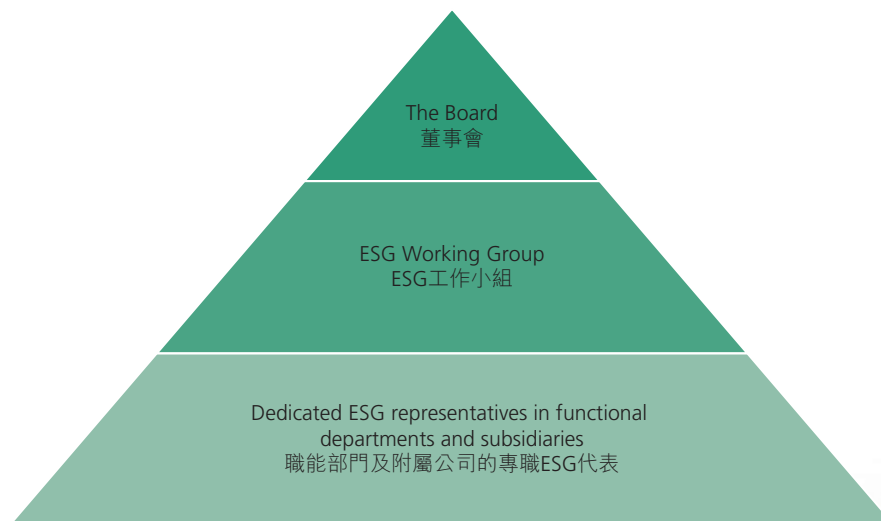 The Board
董事會
ESG Working Group
ESG工作小組
Dedicated ESG representatives in functional
departments and subsidiaries
職能部門及附屬公司的專職ESG代表